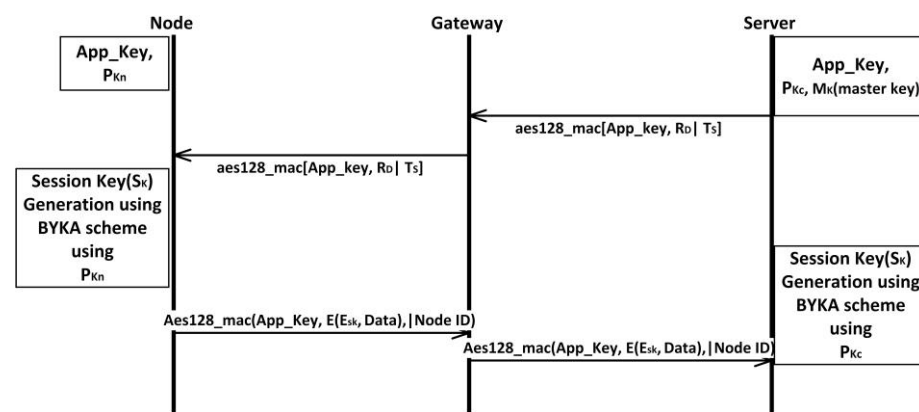 Node Gateway Server
App_Key,
PKn
App_Key,
PKc, MK(master key)
aes128_mac[App_key, RD| TS]
aes128_mac[App_key, RD| TS]
Session Key(SK)
Generation using
BYKA scheme
using
PKn
Session Key(SK)
Generation using
BYKA scheme
using
PKc
Aes128_mac(App_Key, E(Esk, Data),|Node ID)
Aes128_mac(App_Key, E(Esk, Data),|Node ID)